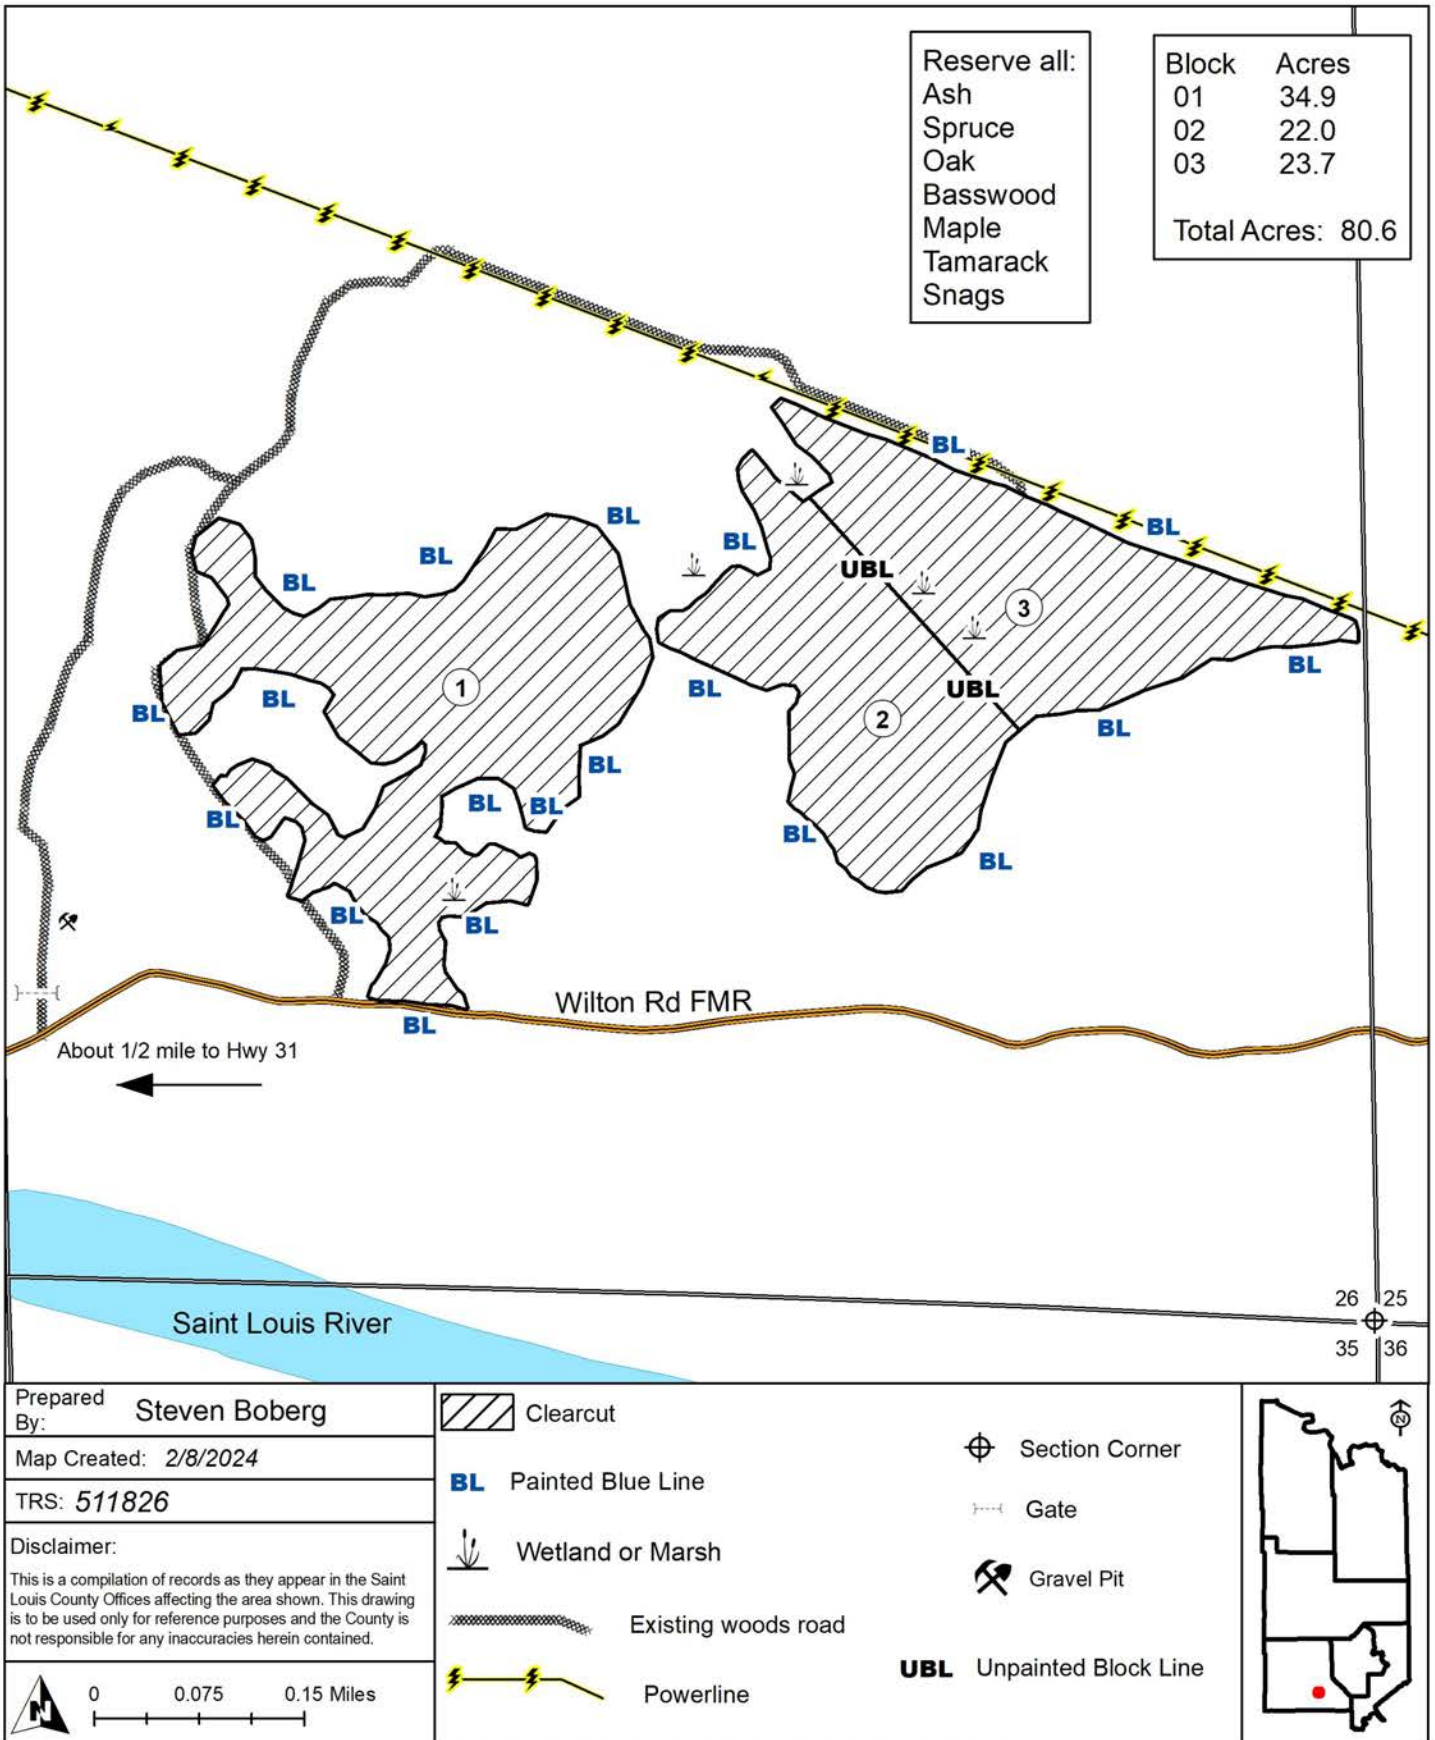 Reserve all:
Ash
Spruce
Oak
Basswood
Maple
Tamarack
Snags
Block Acres
01 34.9
02 22.0
03 23.7
Total Acres: 80.6
BL
BL
BL
BL
BL
BL
UBL
3
BL
1
BL
BL
UBL
BL
2
BL
BL
BL
BL
BL
BL
BL
BL
BL
BL
Wilton Rd FMR
BL
About 1/2 mile to Hwy 31
26 25
35 36
Saint Louis River
Prepared
By: Steven Boberg
Map Created: 2/8/2024
TRS: 511826
Disclaimer:
This is a compilation of records as they appear in the Saint
Louis County Offices affecting the area shown. This drawing
is to be used only for reference purposes and the County is
not responsible for any inaccuracies herein contained.
N
0 0.075 0.15 Miles
Clearcut
BL Painted Blue Line
Wetland or Marsh
Existing woods road
Powerline
Section Corner
Gate
Gravel Pit
UBL Unpainted Block Line
N